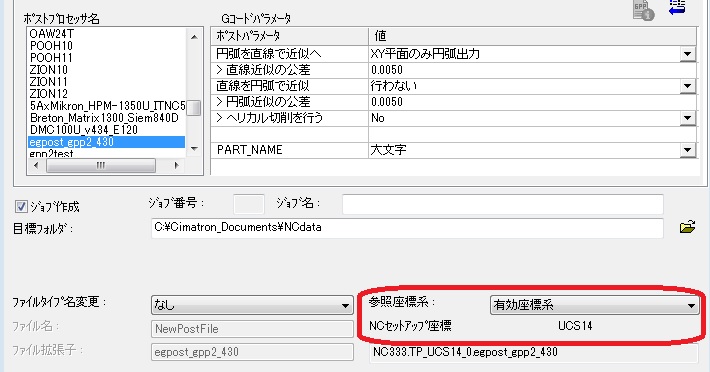 ポストプロセッサ名
OAW24T
POOH10
POOH11
ZION10
ZION11
ZION12
5AxMikron_HPM-1350U_ITNC5
Breton_Matrix1300_Siem840D
DMC100U_v434_E120
egpost_gpp2_430
gpp2test
Gコードパラメータ
GPP
ポストパラメータ 値
円弧を直線で近似へ XY平面のみ円弧出力
> 直線近似の公差 0.0050
直線を円弧で近似 行わない
> 円弧近似の公差 0.0050
> ヘリカル切削を行う No
PART_NAME 大文字
ジョブ作成 ジョブ番号: ジョブ名:
目標フォルダ: C:¥Cimatron_Documents¥NCdata
ファイルタイプ名変更: なし 参照座標系: 有効座標系
ファイル名: NewPostFile NCセットアップ座標 UCS14
ファイル拡張子: egpost_gpp2_430 NC333.TP_UCS14_0.egpost_gpp2_430